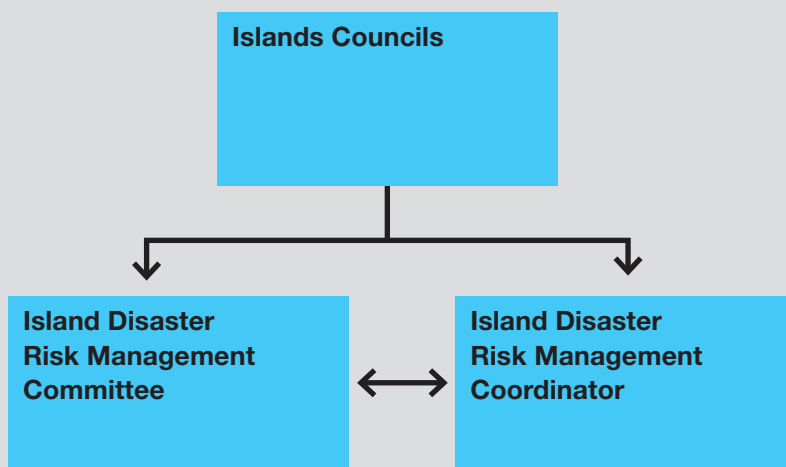 Islands Councils
Island Disaster
Risk Management
Committee
Island Disaster
Risk Management
Coordinator